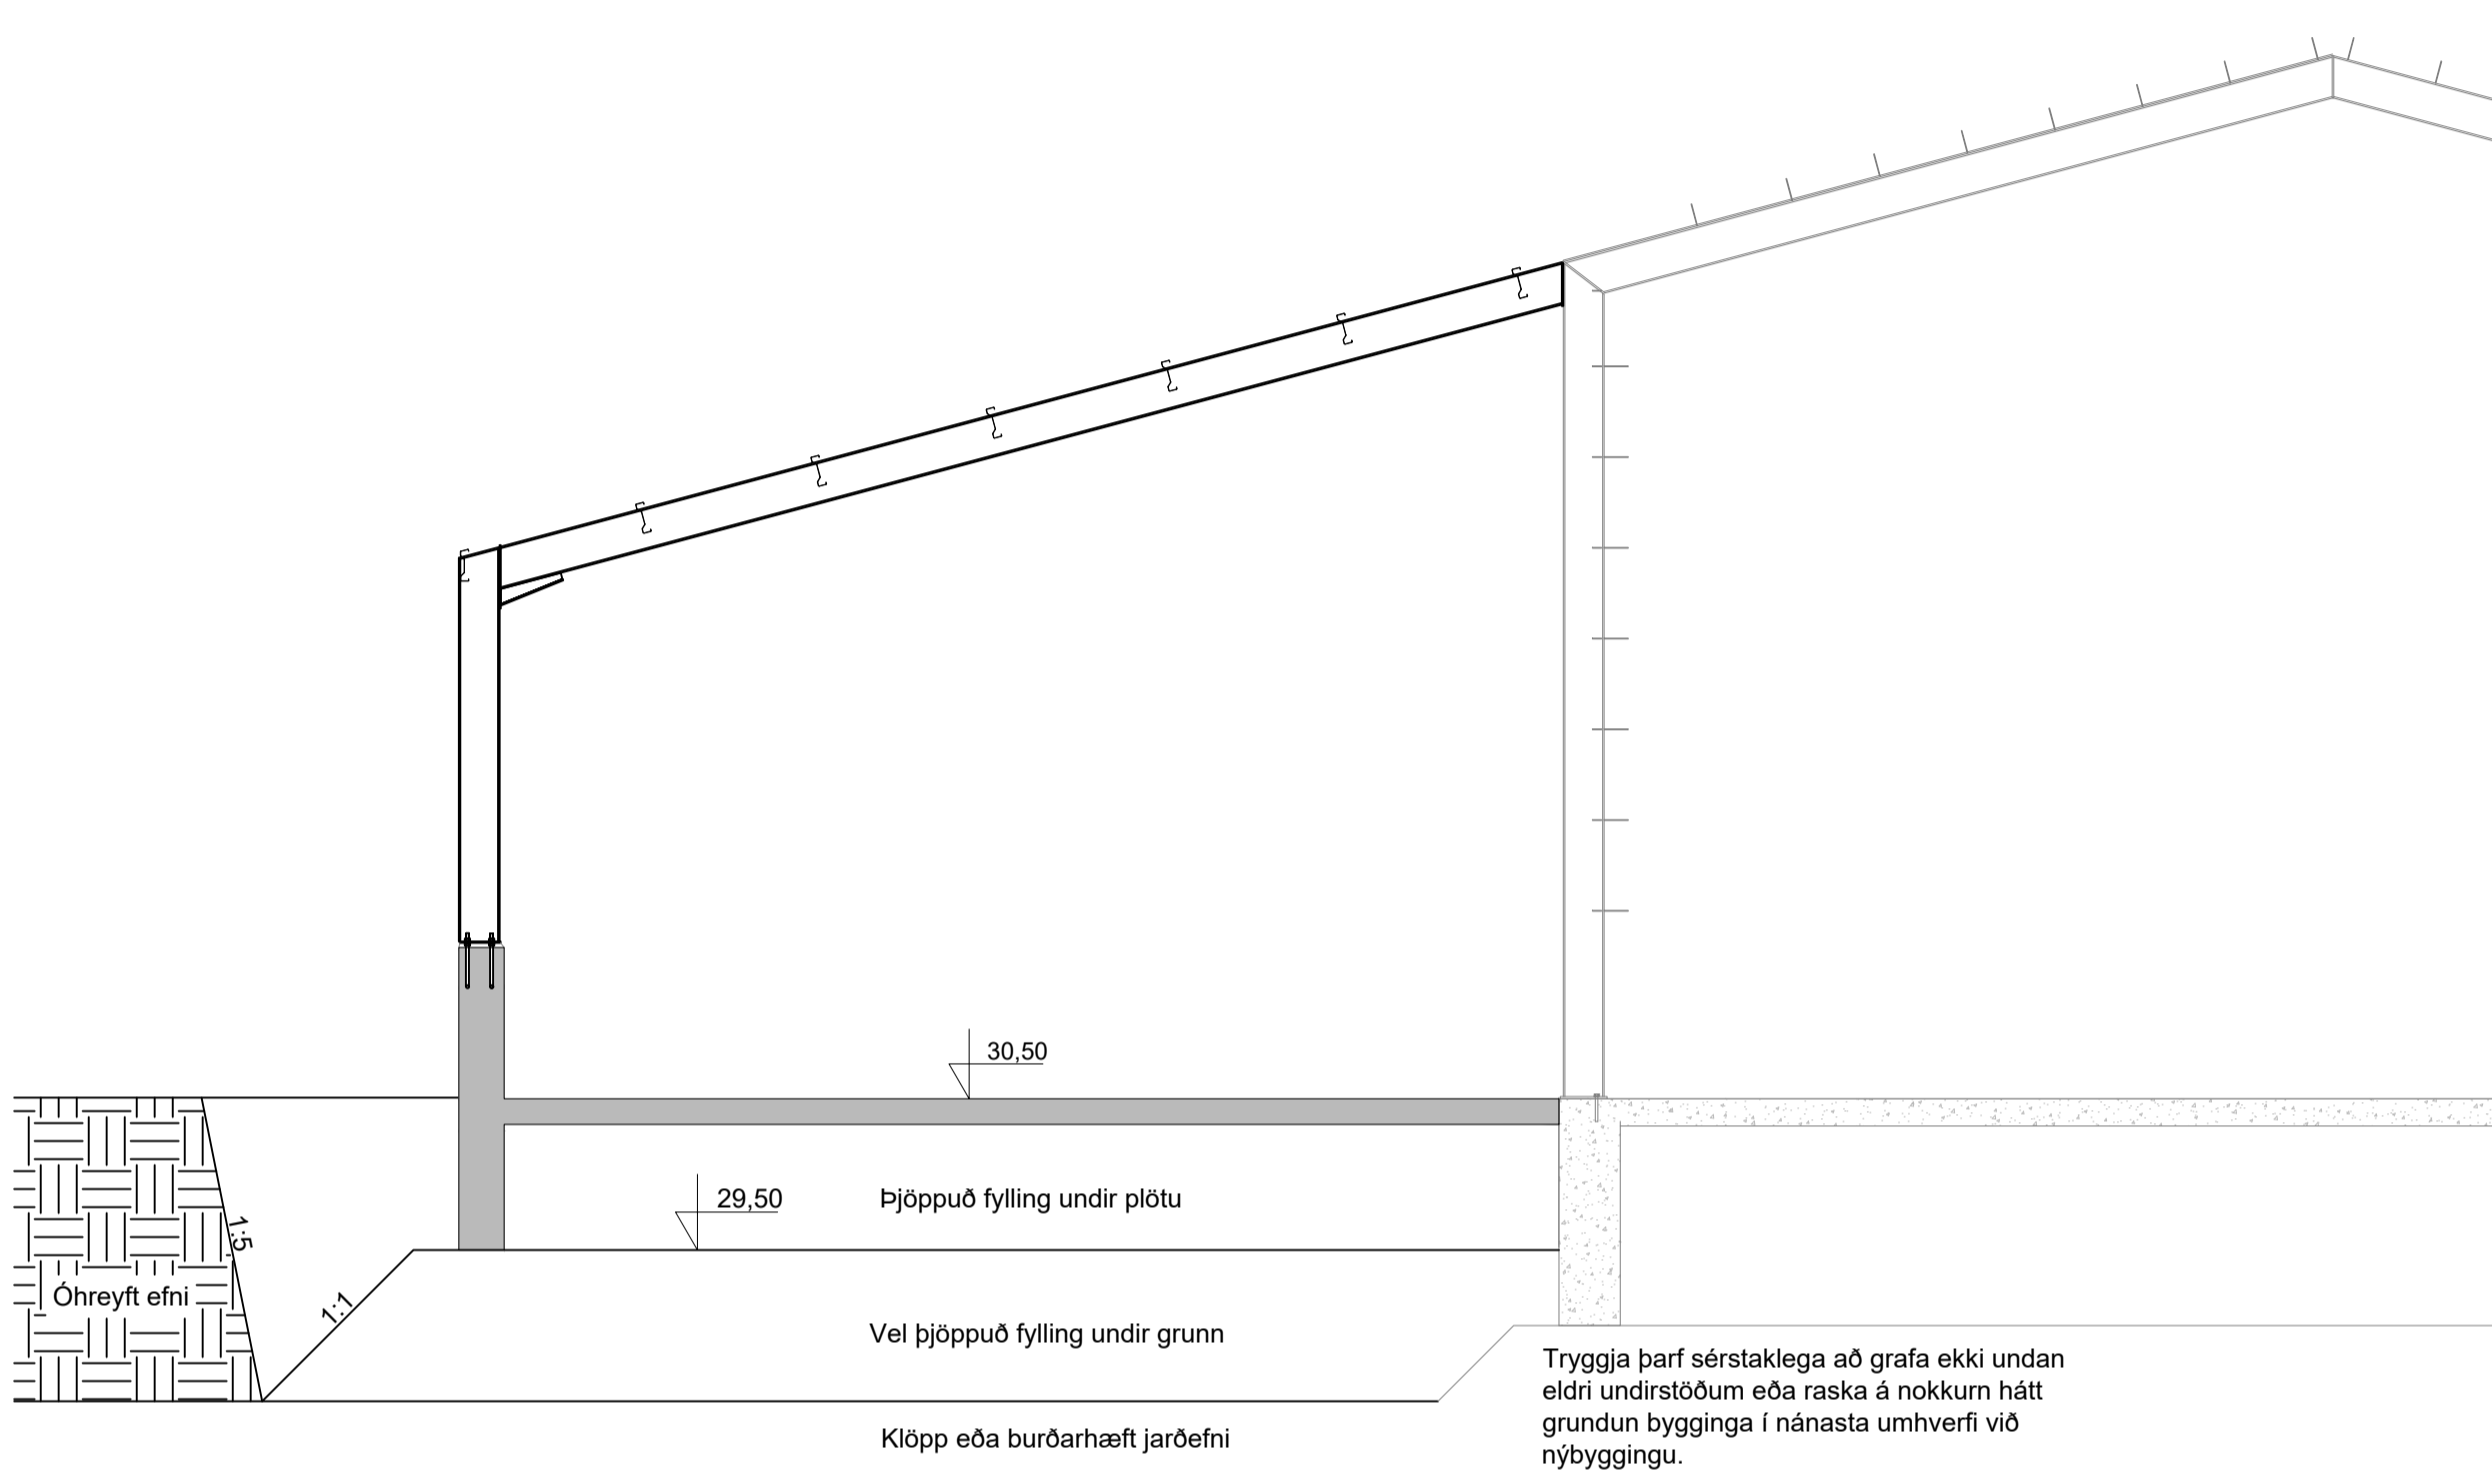 30,50
29,50
Þjöppuð fylling undir plötu
1:5
Óhreyft efni
1:1
Vel þjöppuð fylling undir grunn
Tryggja þarf sérstaklega að grafa ekki undan
eldri undirstöðum eða raska á nokkurn hátt
grundun bygginga í nánasta umhverfi við
nýbyggingu.
Klöpp eða burðarhæft jarðefni